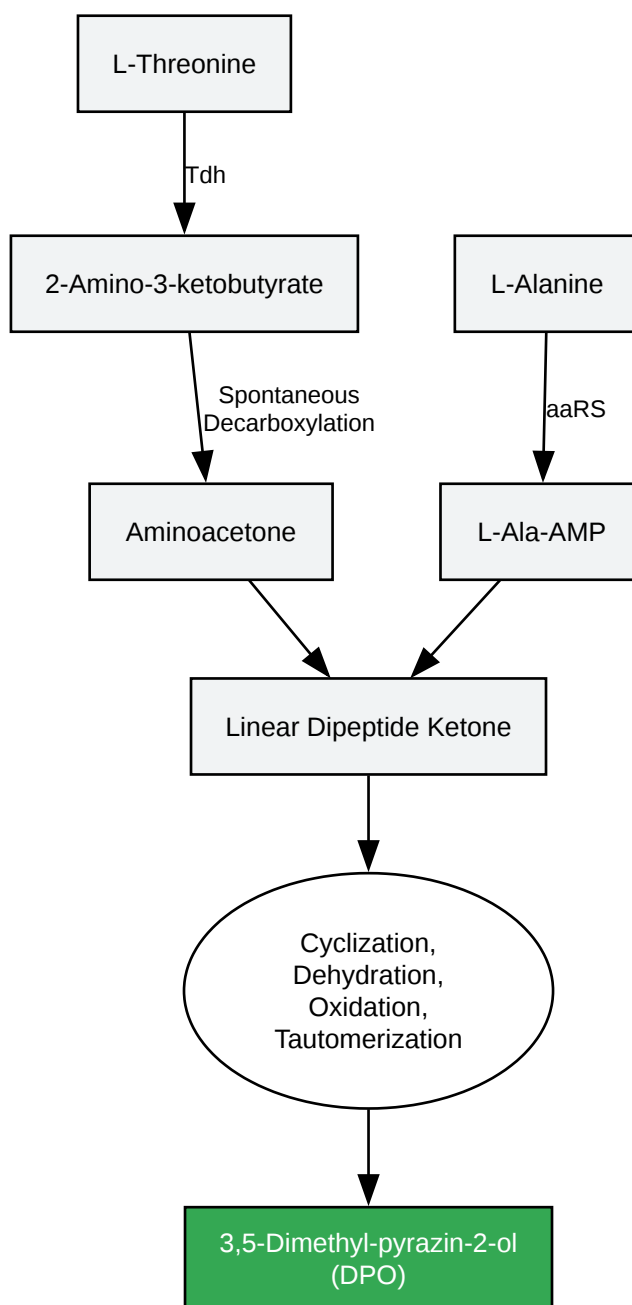 L-Threonine
Tdh
2-Amino-3-ketobutyrate
L-Alanine
Spontaneous
Decarboxylation
aaRS
Aminoacetone
L-Ala-AMP
Linear Dipeptide Ketone
Cyclization,
Dehydration,
Oxidation,
Tautomerization
3,5-Dimethyl-pyrazin-2-ol
(DPO)